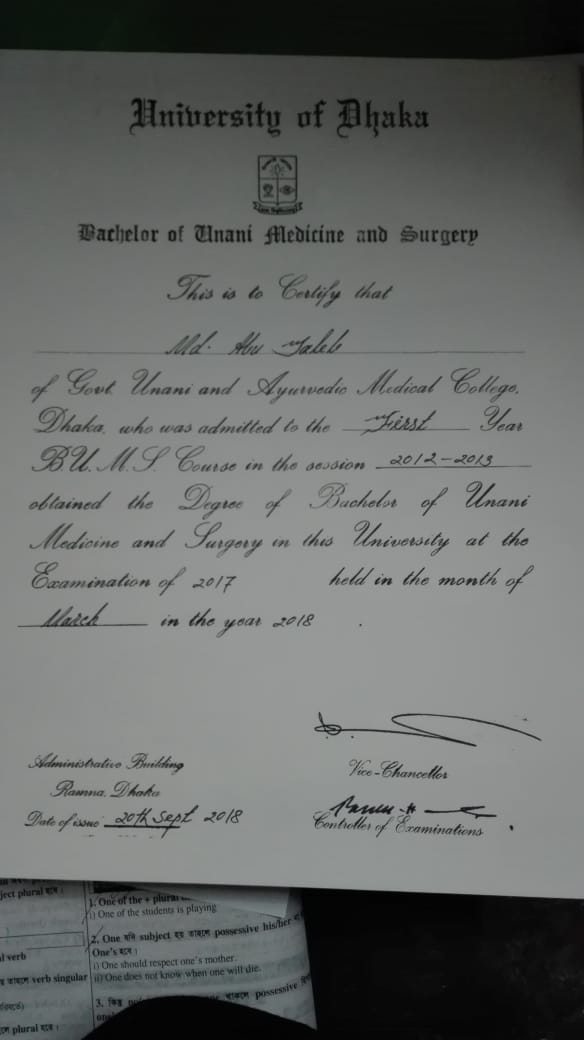 University of Dhaka
Bachelor of Unani Medicine and Surgery
This is to Certify that
Md. Abu Taleb
of Govt. Unani and Ayurvedic Medical College,
Dhaka, who was admitted to the First Year
B.U.M.S. Course in the session 2012-2013
obtained the Degree of Bachelor of Unani
Medicine and Surgery in this University at the
Examination of 2017 held in the month of
March in the year 2018.
Vice-Chancellor
Controller of Examinations
Administrative Building
Ramna, Dhaka
Date of issue 20th Sept 2018
ject plural হবে।
l verb
তাহলে verb singular
plural হবে।
1. One of the + plural
i) One of the students is playing
2. One যদি subject হয় তাহলে possessive his/her
One's হবে।
i) One should respect one's mother.
ii) One does not know when one will die.
3. কিন্তু থাকলে possessive